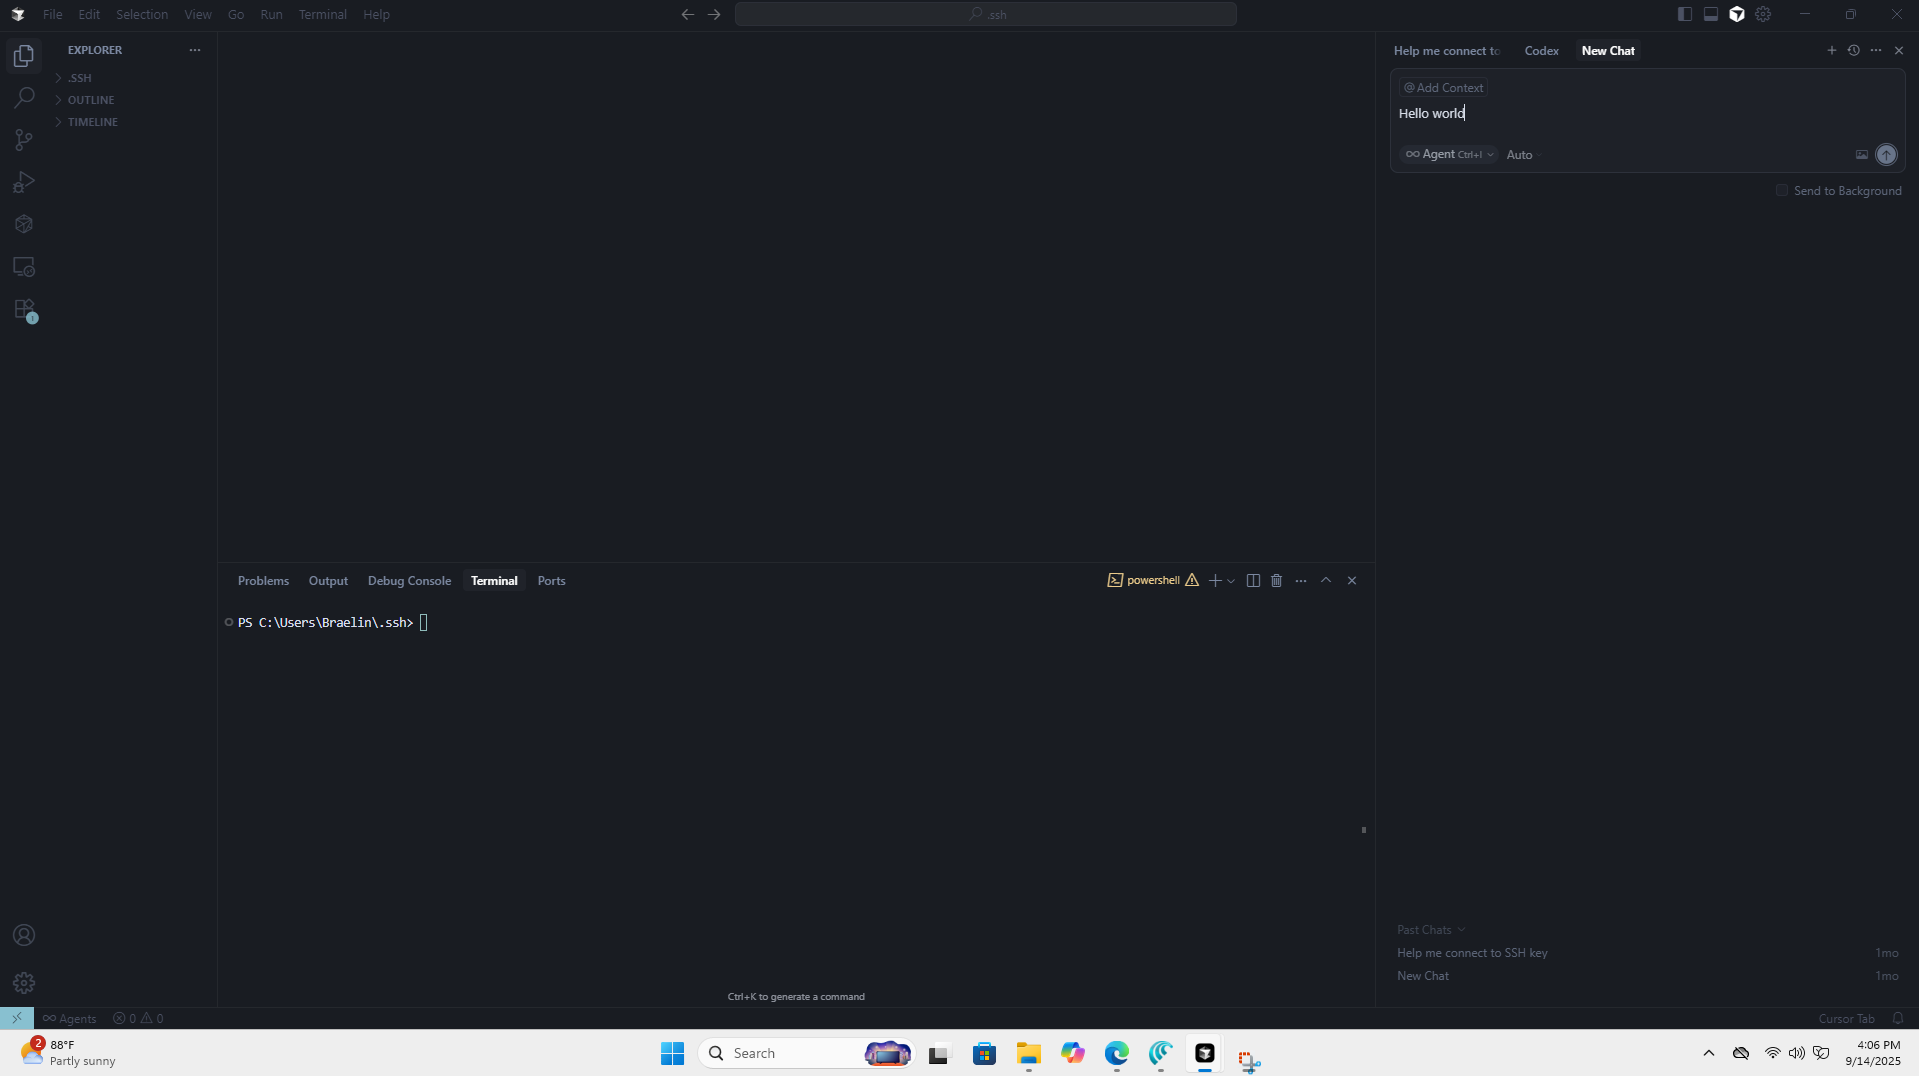 File Edit Selection View Go Run Terminal Help
.ssh
EXPLORER
.SSH
OUTLINE
TIMELINE
Problems Output Debug Console Terminal Ports
powershell
PS C:\Users\Braelin\.ssh>
Ctrl+K to generate a command
Help me connect to Codex New Chat
@ Add Context
Hello world
Agent Ctrl+I Auto
Send to Background
Past Chats
Help me connect to SSH key 1mo
New Chat 1mo
Agents 0 0
Cursor Tab
2
88°F
Partly sunny
Search
4:06 PM
9/14/2025